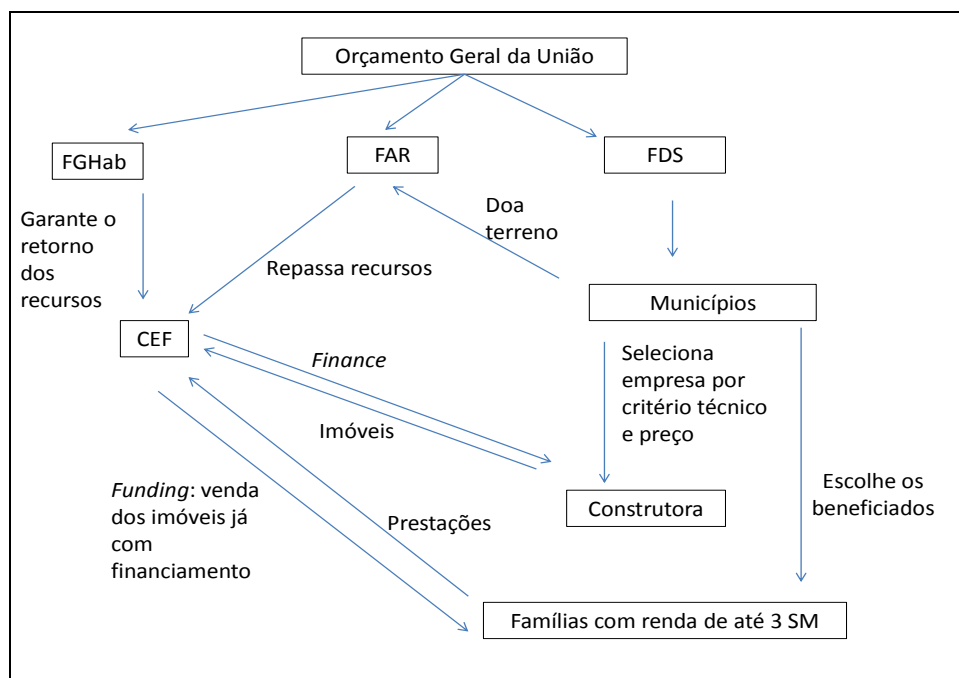 Orçamento Geral da União
FGHab
FAR
FDS
Garante o
retorno
dos
recursos
Doa
terreno
Repassa recursos
Municípios
CEF
Finance
Seleciona
empresa por
critério técnico
e preço
Imóveis
Funding: venda
dos imóveis já
com
financiamento
Prestações
Construtora
Escolhe os
beneficiados
Famílias com renda de até 3 SM